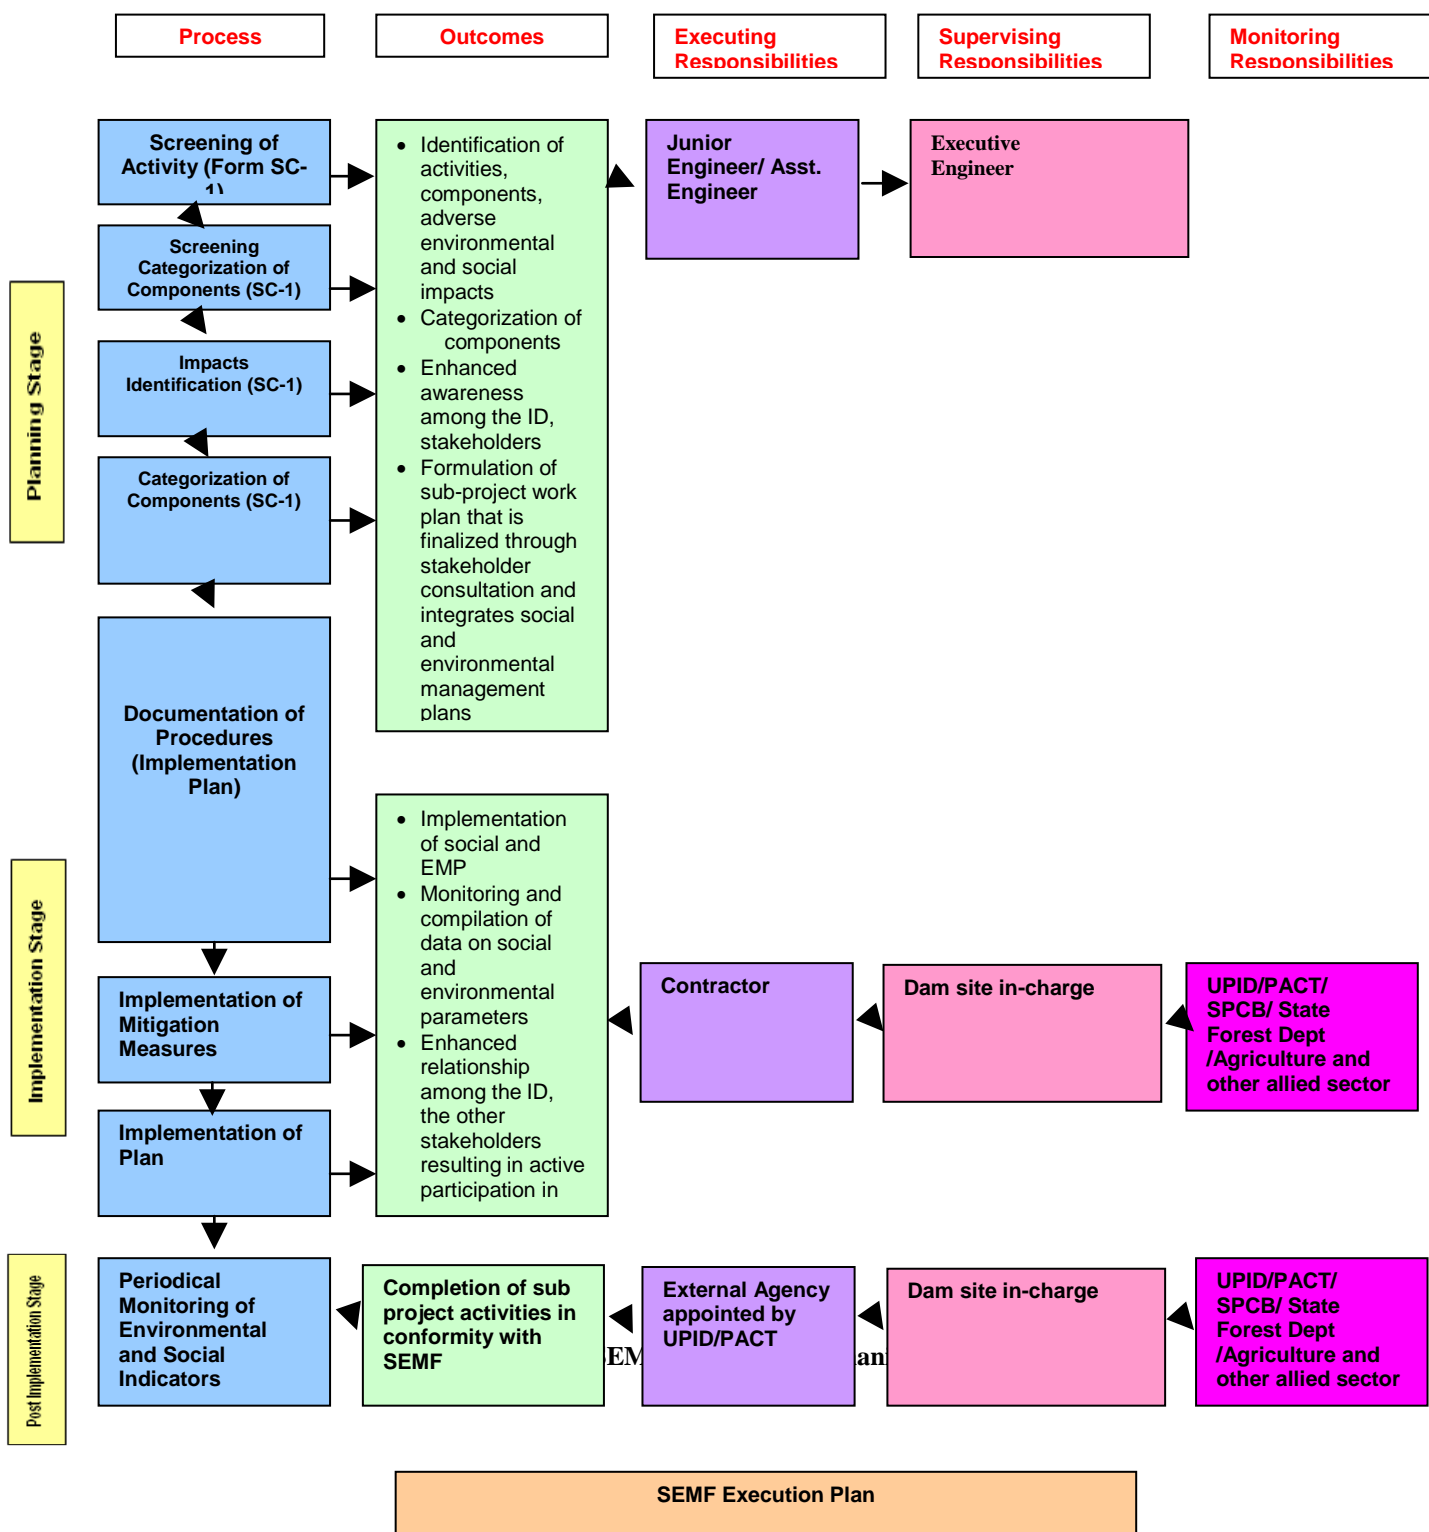 Process
Outcomes
Executing
Responsibilities
Supervising
Responsibilities
Monitoring
Responsibilities
Planning Stage
Screening of
Activity (Form SC-
1)
Screening
Categorization of
Components (SC-1)
Impacts
Identification (SC-1)
Categorization of
Components (SC-1)
Documentation of
Procedures
(Implementation
Plan)
• Identification of
activities,
components,
adverse
environmental
and social
impacts
• Categorization of
components
• Enhanced
awareness
among the ID,
stakeholders
• Formulation of
sub-project work
plan that is
finalized through
stakeholder
consultation and
integrates social
and
environmental
management
plans
Junior
Engineer/ Asst.
Engineer
Executive
Engineer
Implementation Stage
Implementation of
Mitigation
Measures
Implementation of
Plan
• Implementation
of social and
EMP
• Monitoring and
compilation of
data on social
and
environmental
parameters
• Enhanced
relationship
among the ID,
the other
stakeholders
resulting in active
participation in
Contractor
Dam site in-charge
UPID/PACT/
SPCB/ State
Forest Dept
/Agriculture and
other allied sector
Post Implementation Stage
Periodical
Monitoring of
Environmental
and Social
Indicators
Completion of sub
project activities in
conformity with
SEMF
External Agency
appointed by
UPID/PACT
Dam site in-charge
UPID/PACT/
SPCB/ State
Forest Dept
/Agriculture and
other allied sector
SEMF Execution Plan